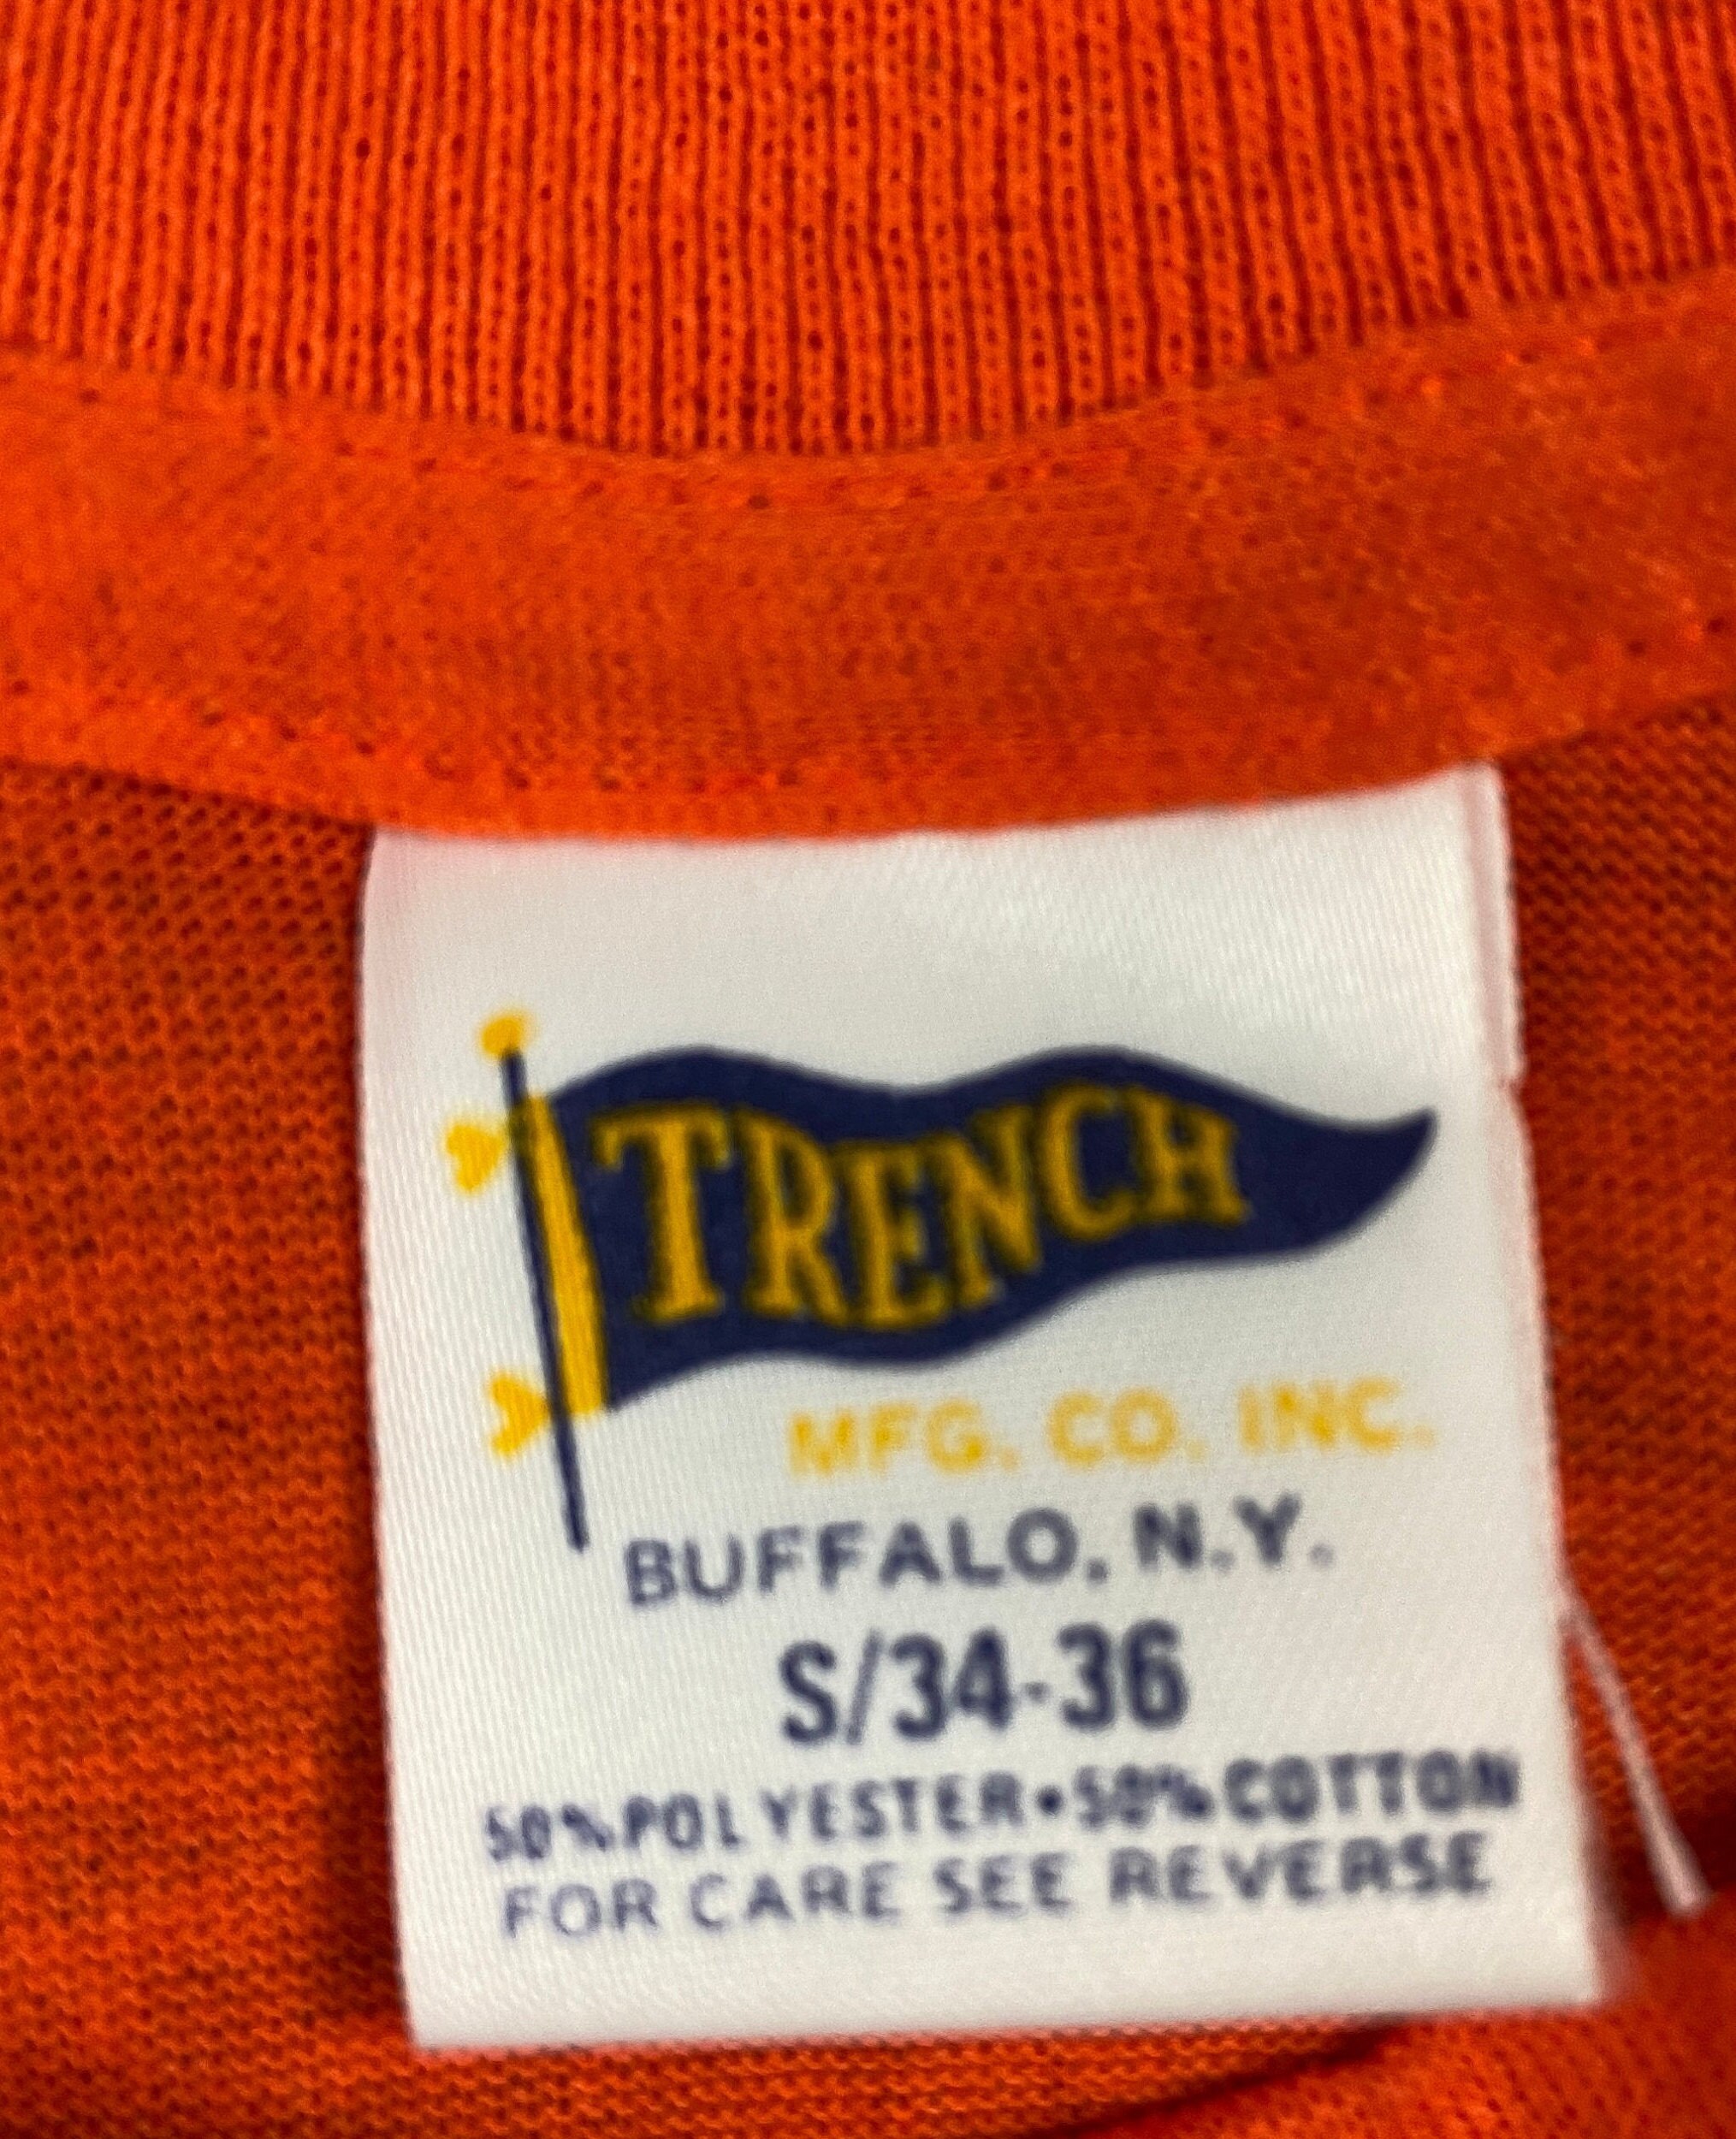 TRENCH
MFG. CO. INC.
BUFFALO, N.Y.
S/34-36
50%POLYESTER•50%COTTON
FOR CARE SEE REVERSE